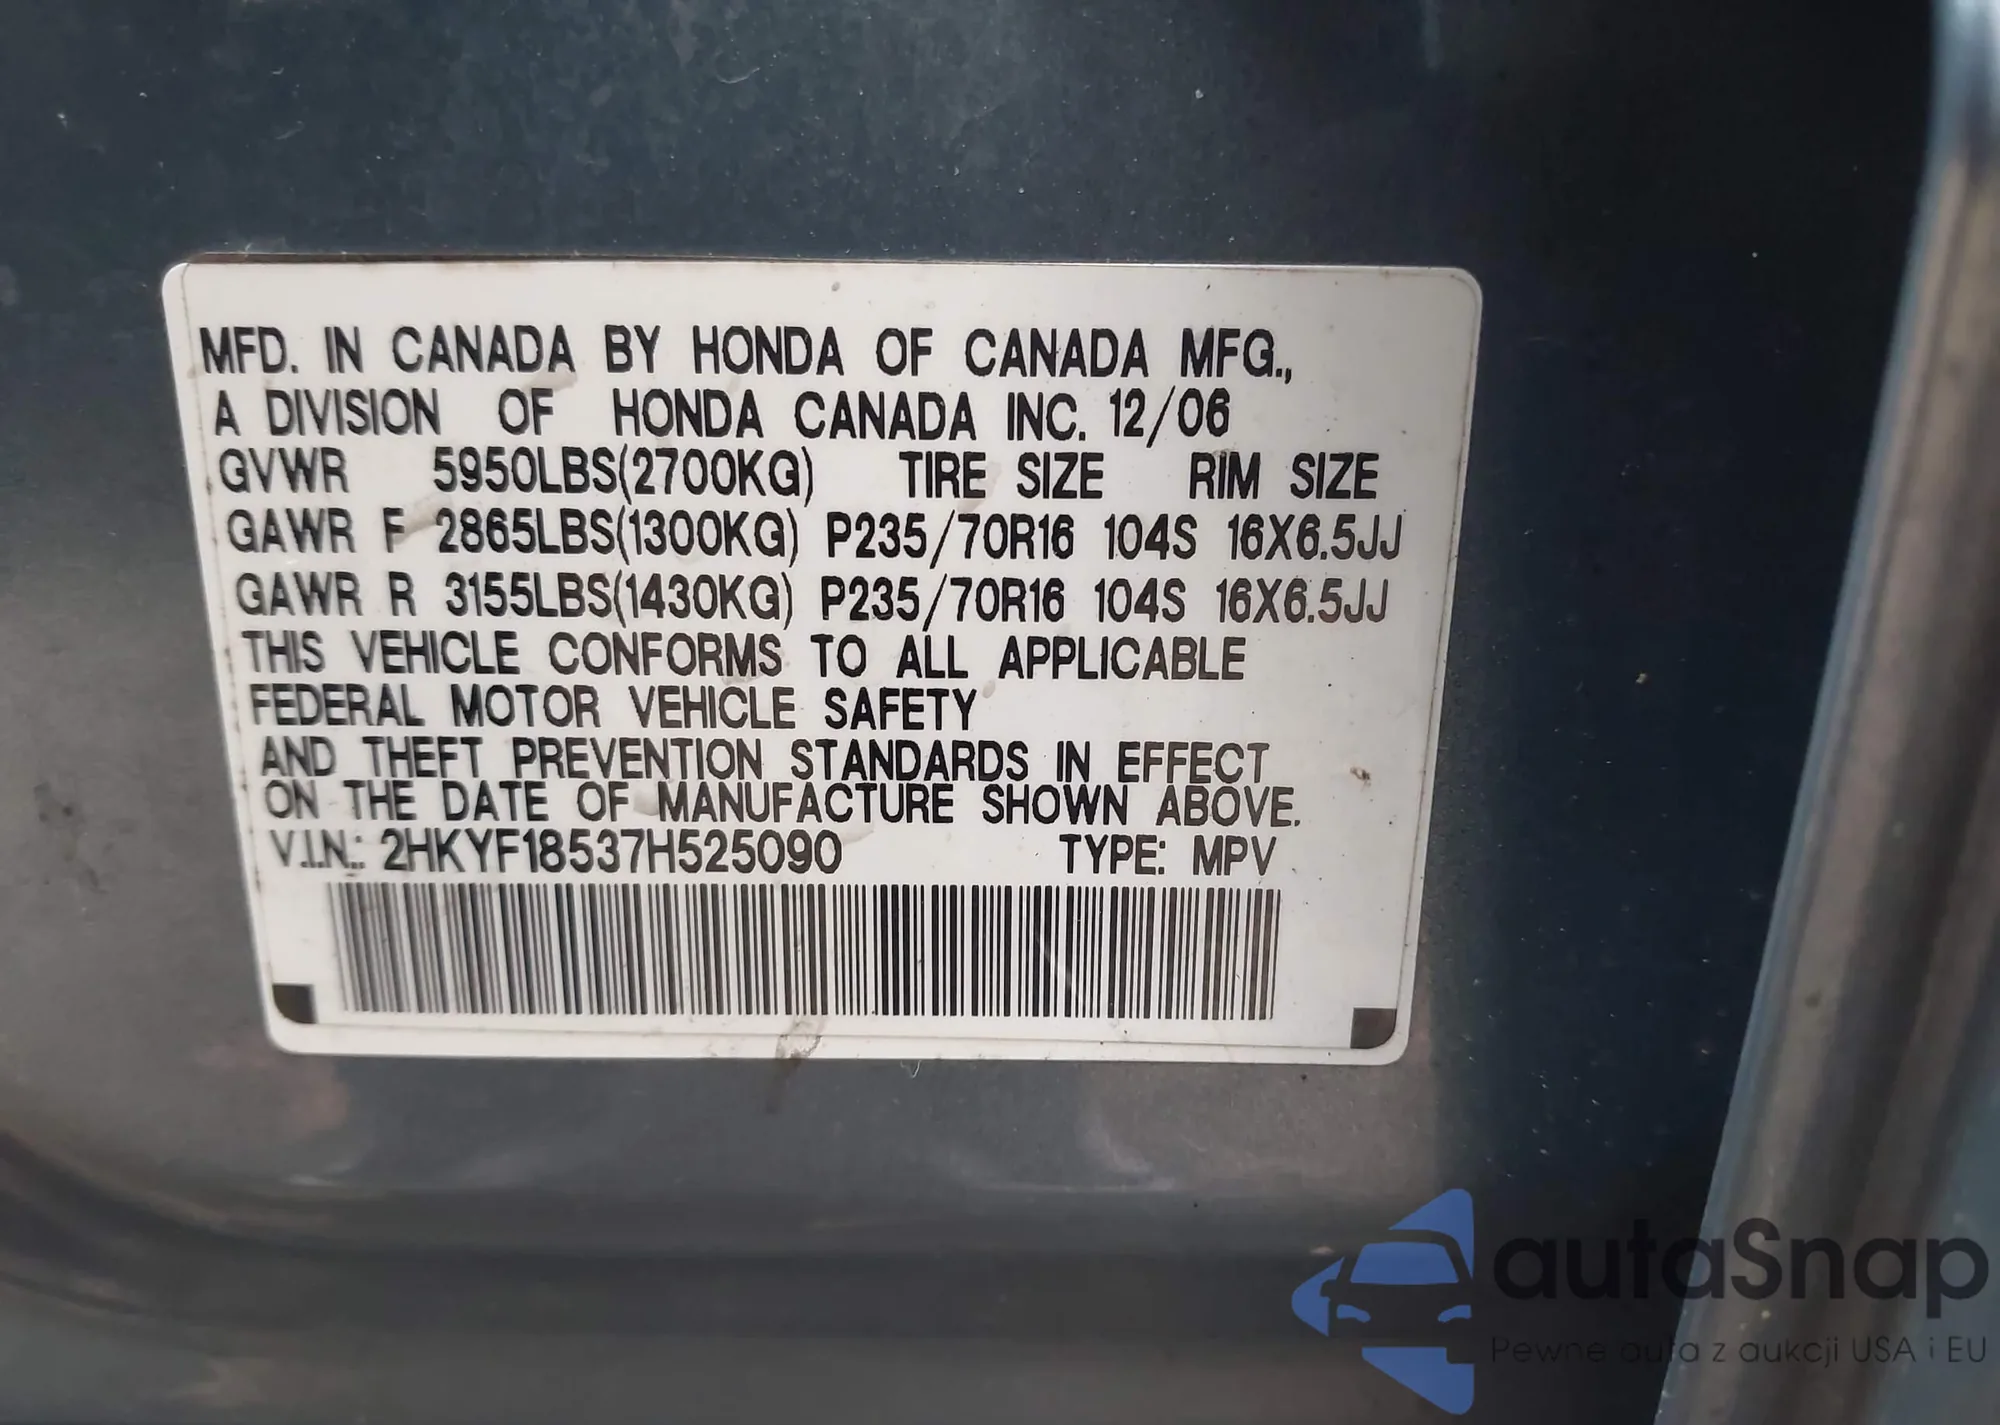 MFD. IN CANADA BY HONDA OF CANADA MFG.,
A DIVISION OF HONDA CANADA INC. 12/06
GVWR 5950LBS(2700KG) TIRE SIZE RIM SIZE
GAWR F 2865LBS(1300KG) P235/70R16 104S 16X6.5JJ
GAWR R 3155LBS(1430KG) P235/70R16 104S 16X6.5JJ
THIS VEHICLE CONFORMS TO ALL APPLICABLE
FEDERAL MOTOR VEHICLE SAFETY
AND THEFT PREVENTION STANDARDS IN EFFECT
ON THE DATE OF MANUFACTURE SHOWN ABOVE.
V.I.N.: 2HKYF18537H525090 TYPE: MPV
autaSnap
Pewne auta z aukcji USA i EU